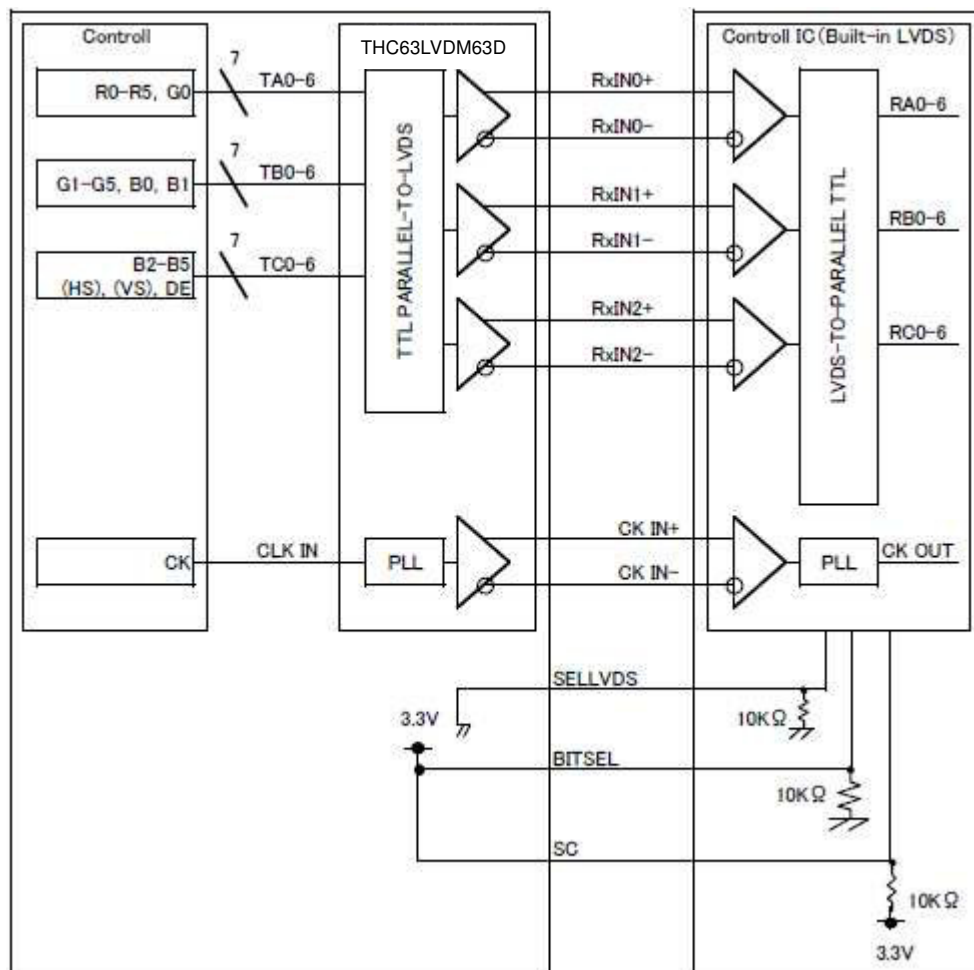 Controll
THC63LVDM63D
Controll IC(Built-in LVDS)
7
R0-R5, G0
TA0-6
RxIN0+
RxIN0-
RA0-6
7
G1-G5, B0, B1
TB0-6
RxIN1+
RxIN1-
RB0-6
7
B2-B5
(HS), (VS), DE
TC0-6
RxIN2+
RxIN2-
RC0-6
TTL PARALLEL-TO-LVDS
LVDS-TO-PARALLEL TTL
CK
CLK IN
PLL
CK IN+
CK IN-
PLL
CK OUT
SELLVDS
10KΩ
3.3V
BITSEL
10KΩ
SC
10KΩ
3.3V